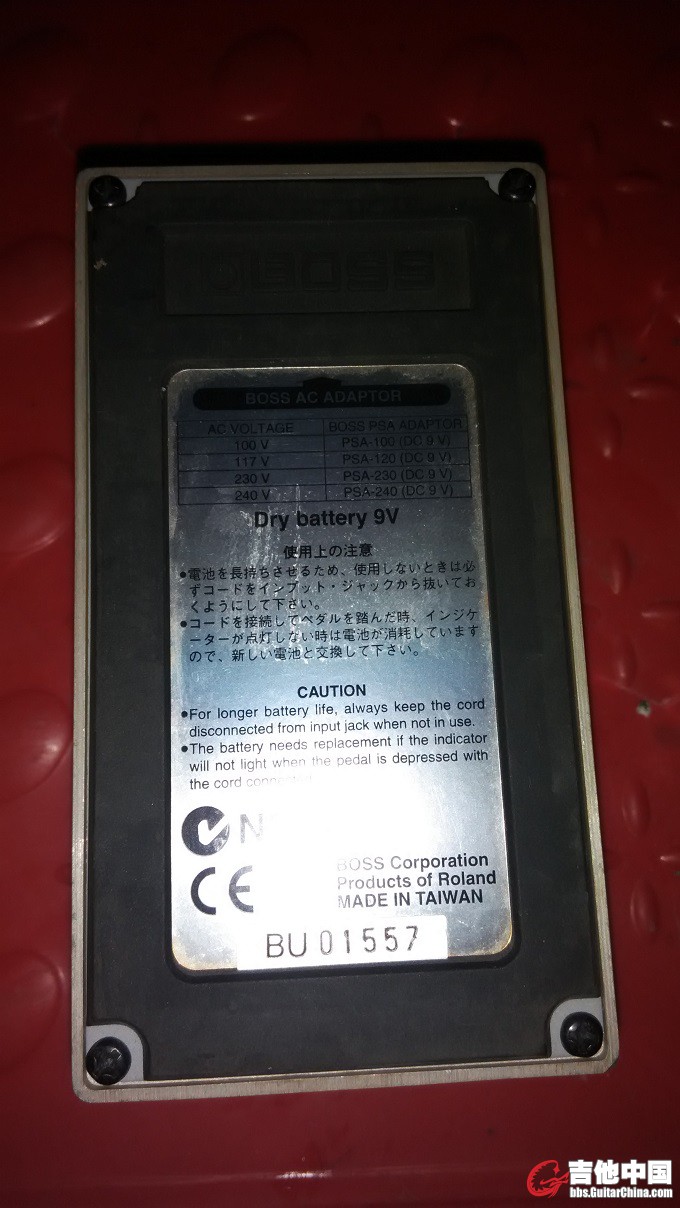 BOSS
BOSS AC ADAPTOR
AC VOLTAGE BOSS PSA ADAPTOR
100 V PSA-100 (DC 9 V)
117 V PSA-120 (DC 9 V)
230 V PSA-230 (DC 9 V)
240 V PSA-240 (DC 9 V)
Dry battery 9V
使用上の注意
●電池を長持ちさせるため、使用しないときは必
ずコードをインプット・ジャックから抜いてお
くようにして下さい。
●コードを接続してペダルを踏んだ時、インジケ
ーターが点灯しない時は電池が消耗しています
ので、新しい電池と交換して下さい。
CAUTION
●For longer battery life, always keep the cord
disconnected from input jack when not in use.
●The battery needs replacement if the indicator
will not light when the pedal is depressed with
the cord
CE
BOSS Corporation
Products of Roland
MADE IN TAIWAN
BU 01557
吉他中国
bbs.GuitarChina.com